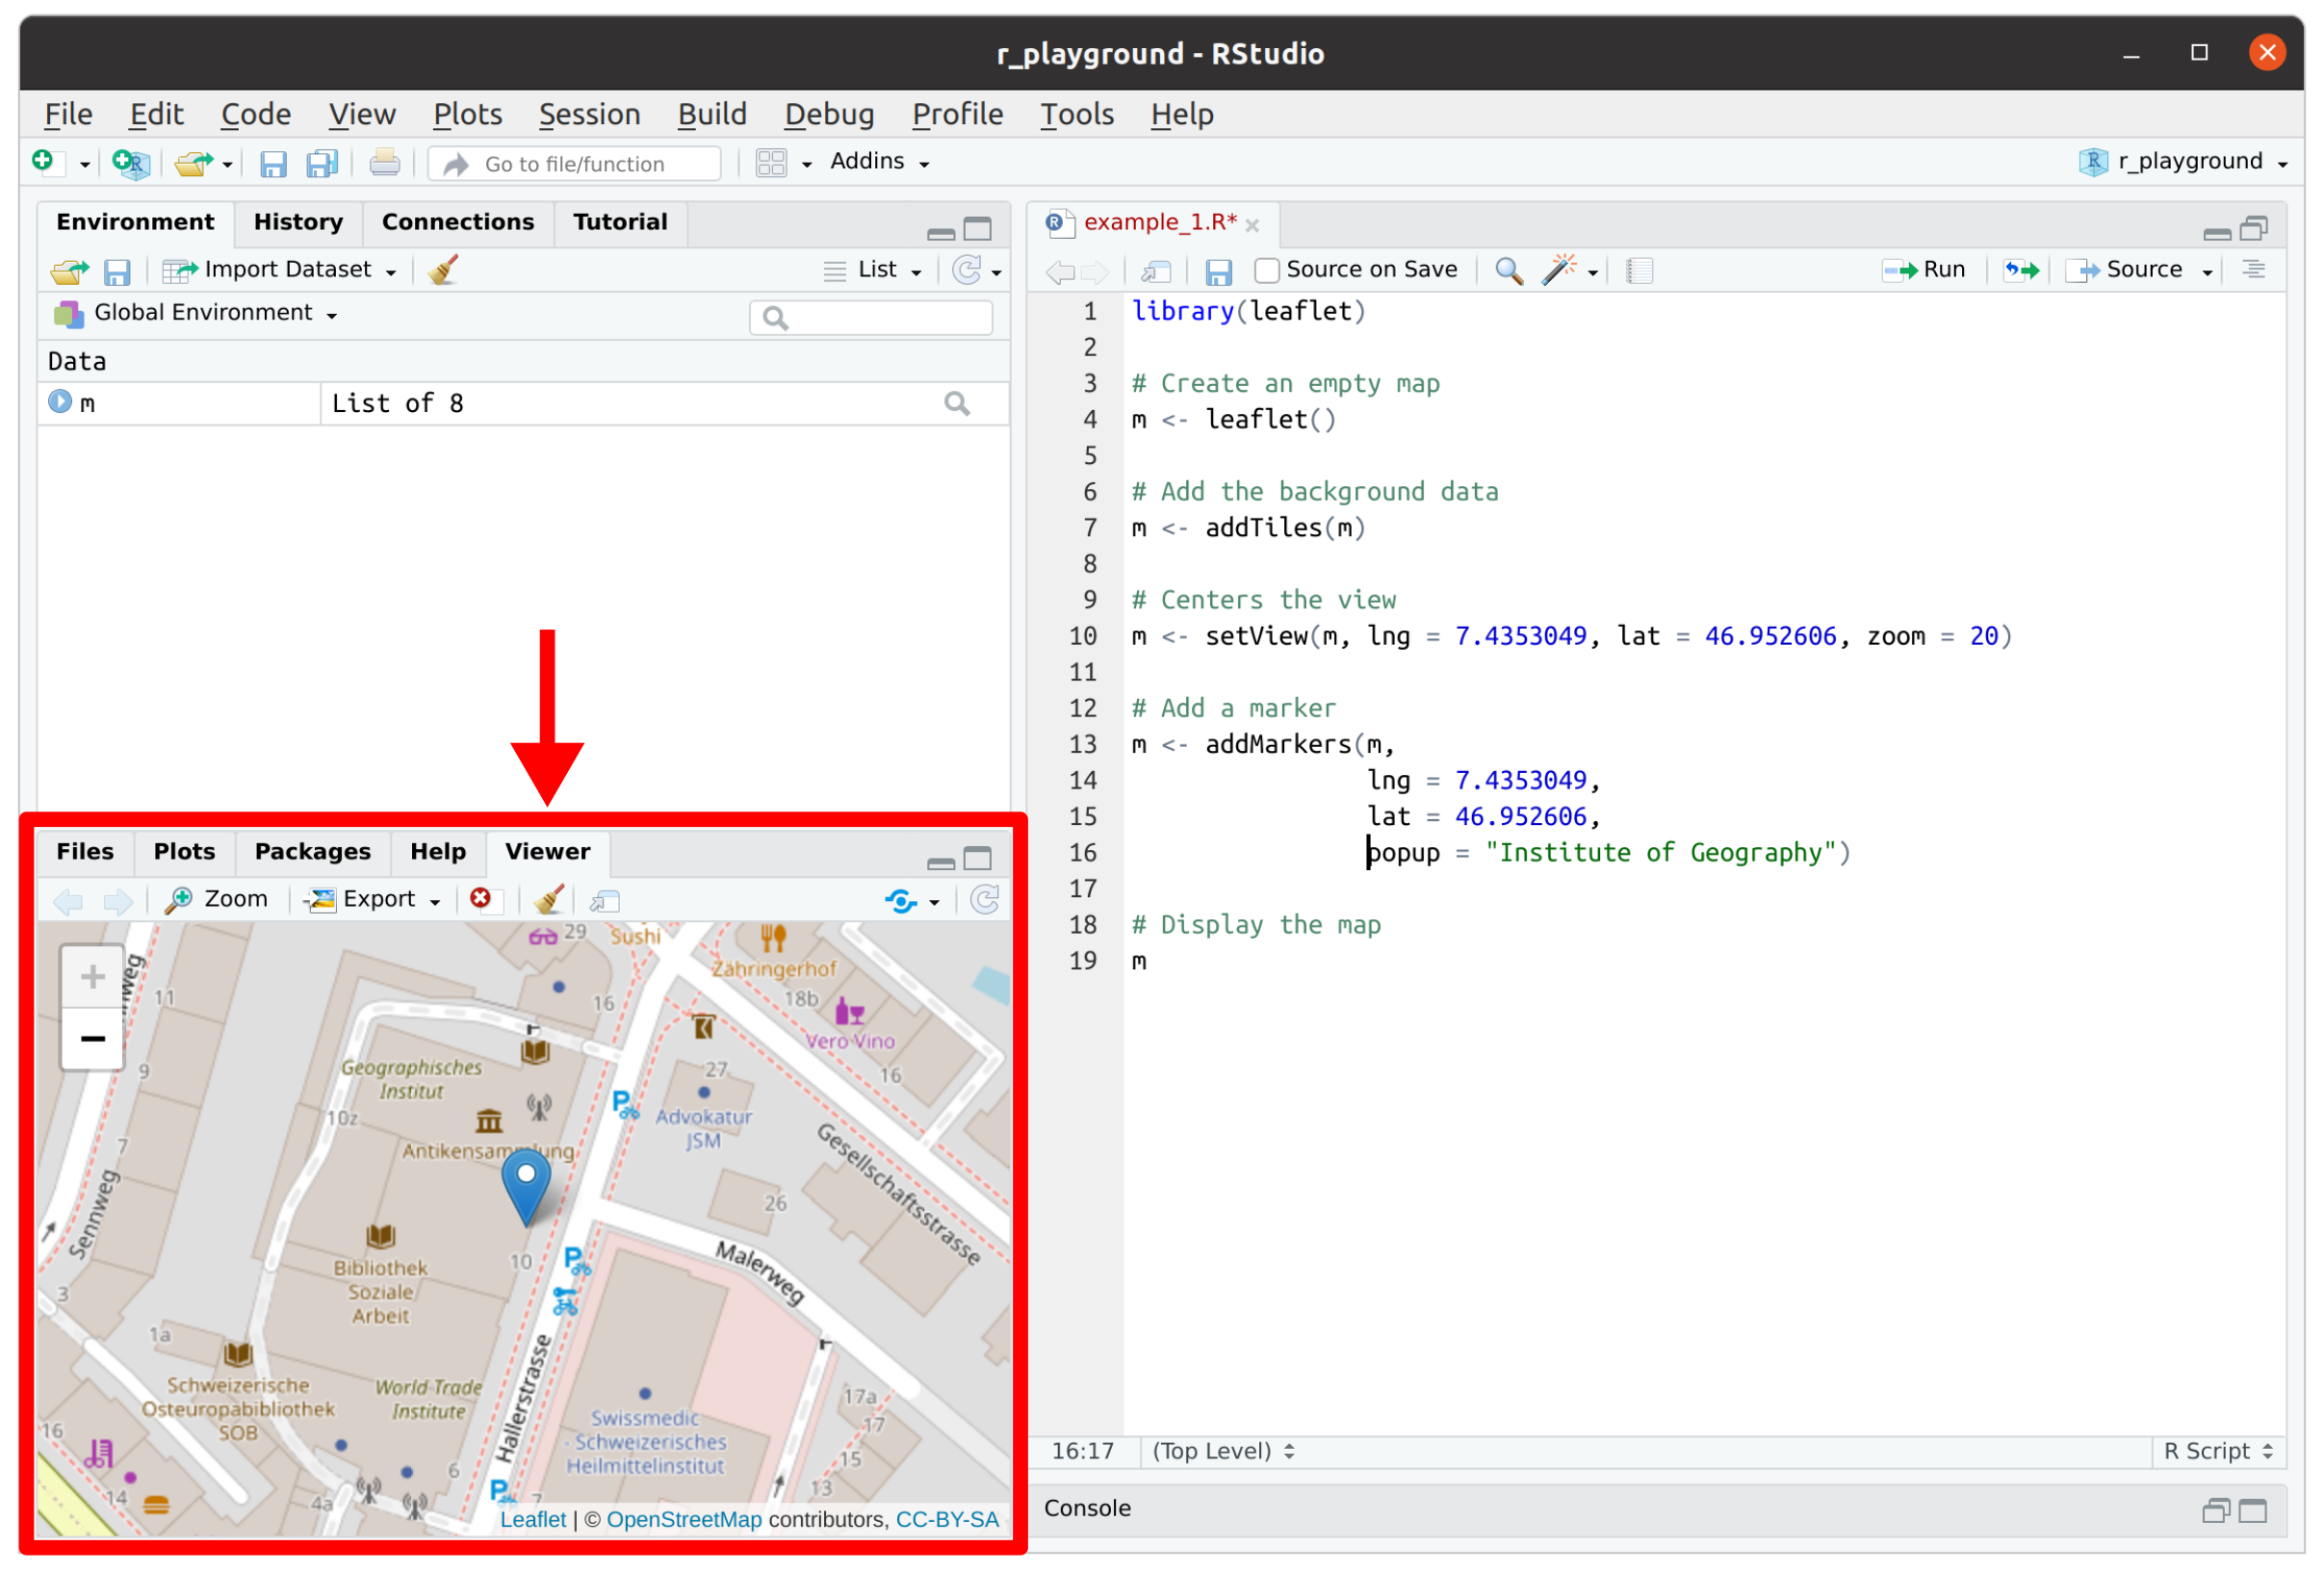 r_playground - RStudio
File Edit Code View Plots Session Build Debug Profile Tools Help
Go to file/function Addins r_playground
Environment History Connections Tutorial
Import Dataset List
Global Environment
Data
m List of 8
Files Plots Packages Help Viewer
Zoom Export
+
−
29 Sushi
Zähringerhof
11
16
18b
Vero Vino
9
Geographisches
Institut
27
16
10z
Advokatur
JSM
Antikensammlung
7
Gesellschaftsstrasse
Sennweg
26
10
Malerweg
Bibliothek
Soziale
Arbeit
3
1a
Hallerstrasse
Schweizerische
Osteuropabibliothek
SOB
World Trade
Institute
Swissmedic
- Schweizerisches
Heilmittelinstitut
17a
17
16
15
6
14
4a
7
13
Leaflet | © OpenStreetMap contributors, CC-BY-SA
example_1.R*
Source on Save Run Source
1 library(leaflet)
2
3 # Create an empty map
4 m <- leaflet()
5
6 # Add the background data
7 m <- addTiles(m)
8
9 # Centers the view
10 m <- setView(m, lng = 7.4353049, lat = 46.952606, zoom = 20)
11
12 # Add a marker
13 m <- addMarkers(m,
14 lng = 7.4353049,
15 lat = 46.952606,
16 popup = "Institute of Geography")
17
18 # Display the map
19 m
16:17 (Top Level) R Script
Console